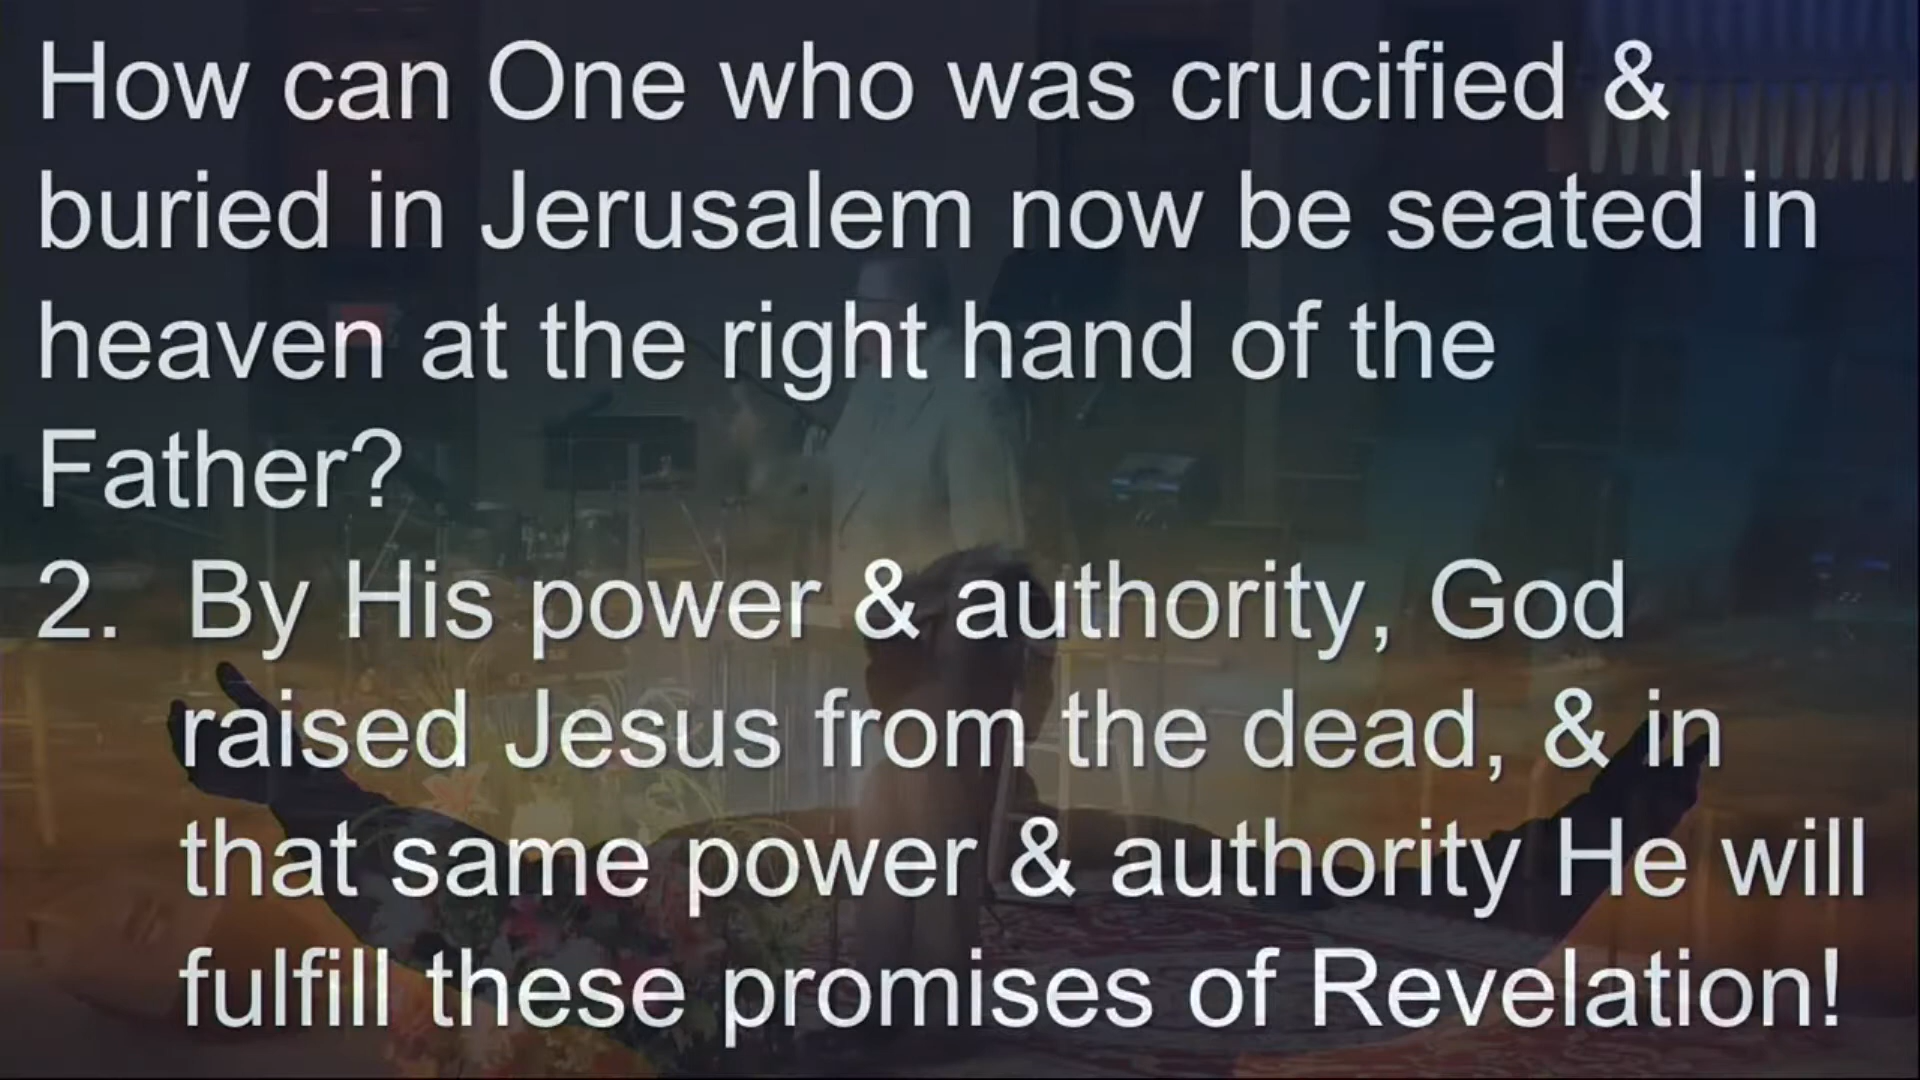 How can One who was crucified &
buried in Jerusalem now be seated in
heaven at the right hand of the
Father?
2. By His power & authority, God
raised Jesus from the dead, & in
that same power & authority He will
fulfill these promises of Revelation!